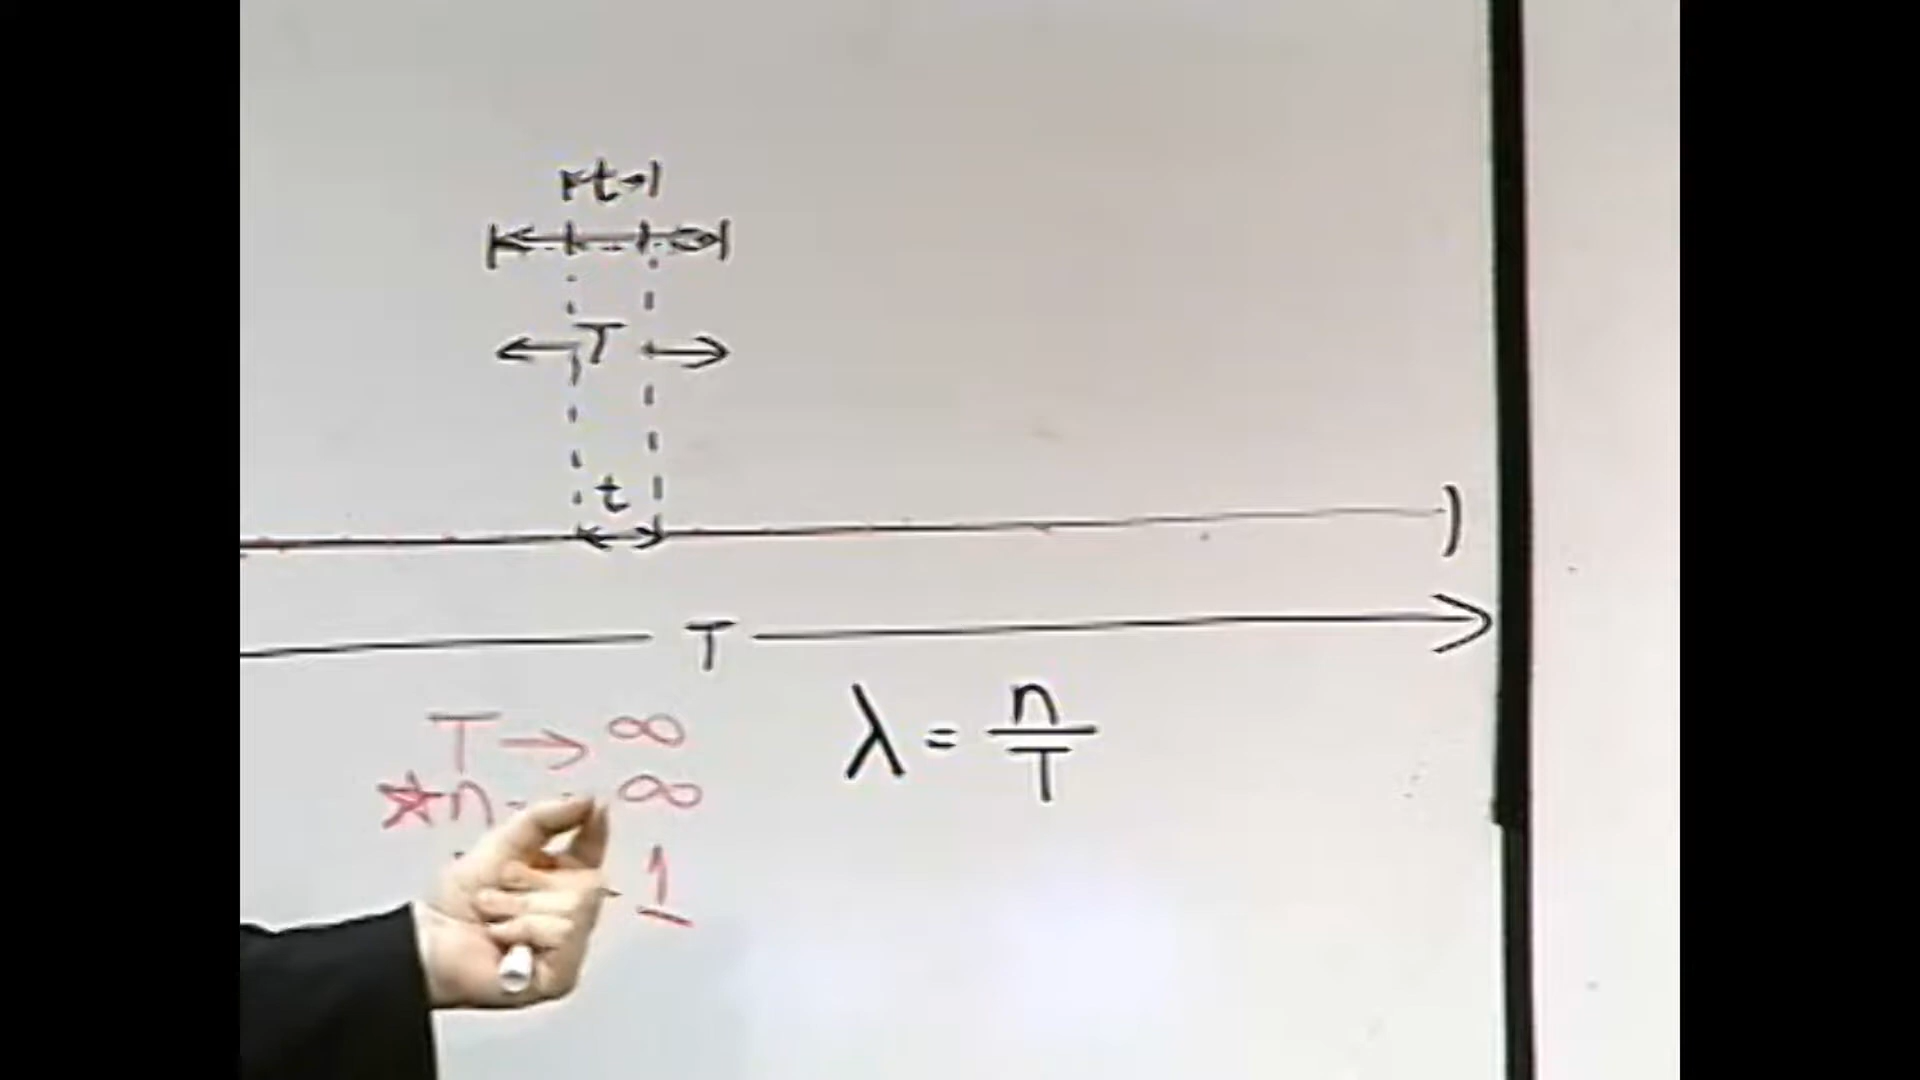 t
T
t
T
T → ∞
λ = n/T
☆n ∞
1